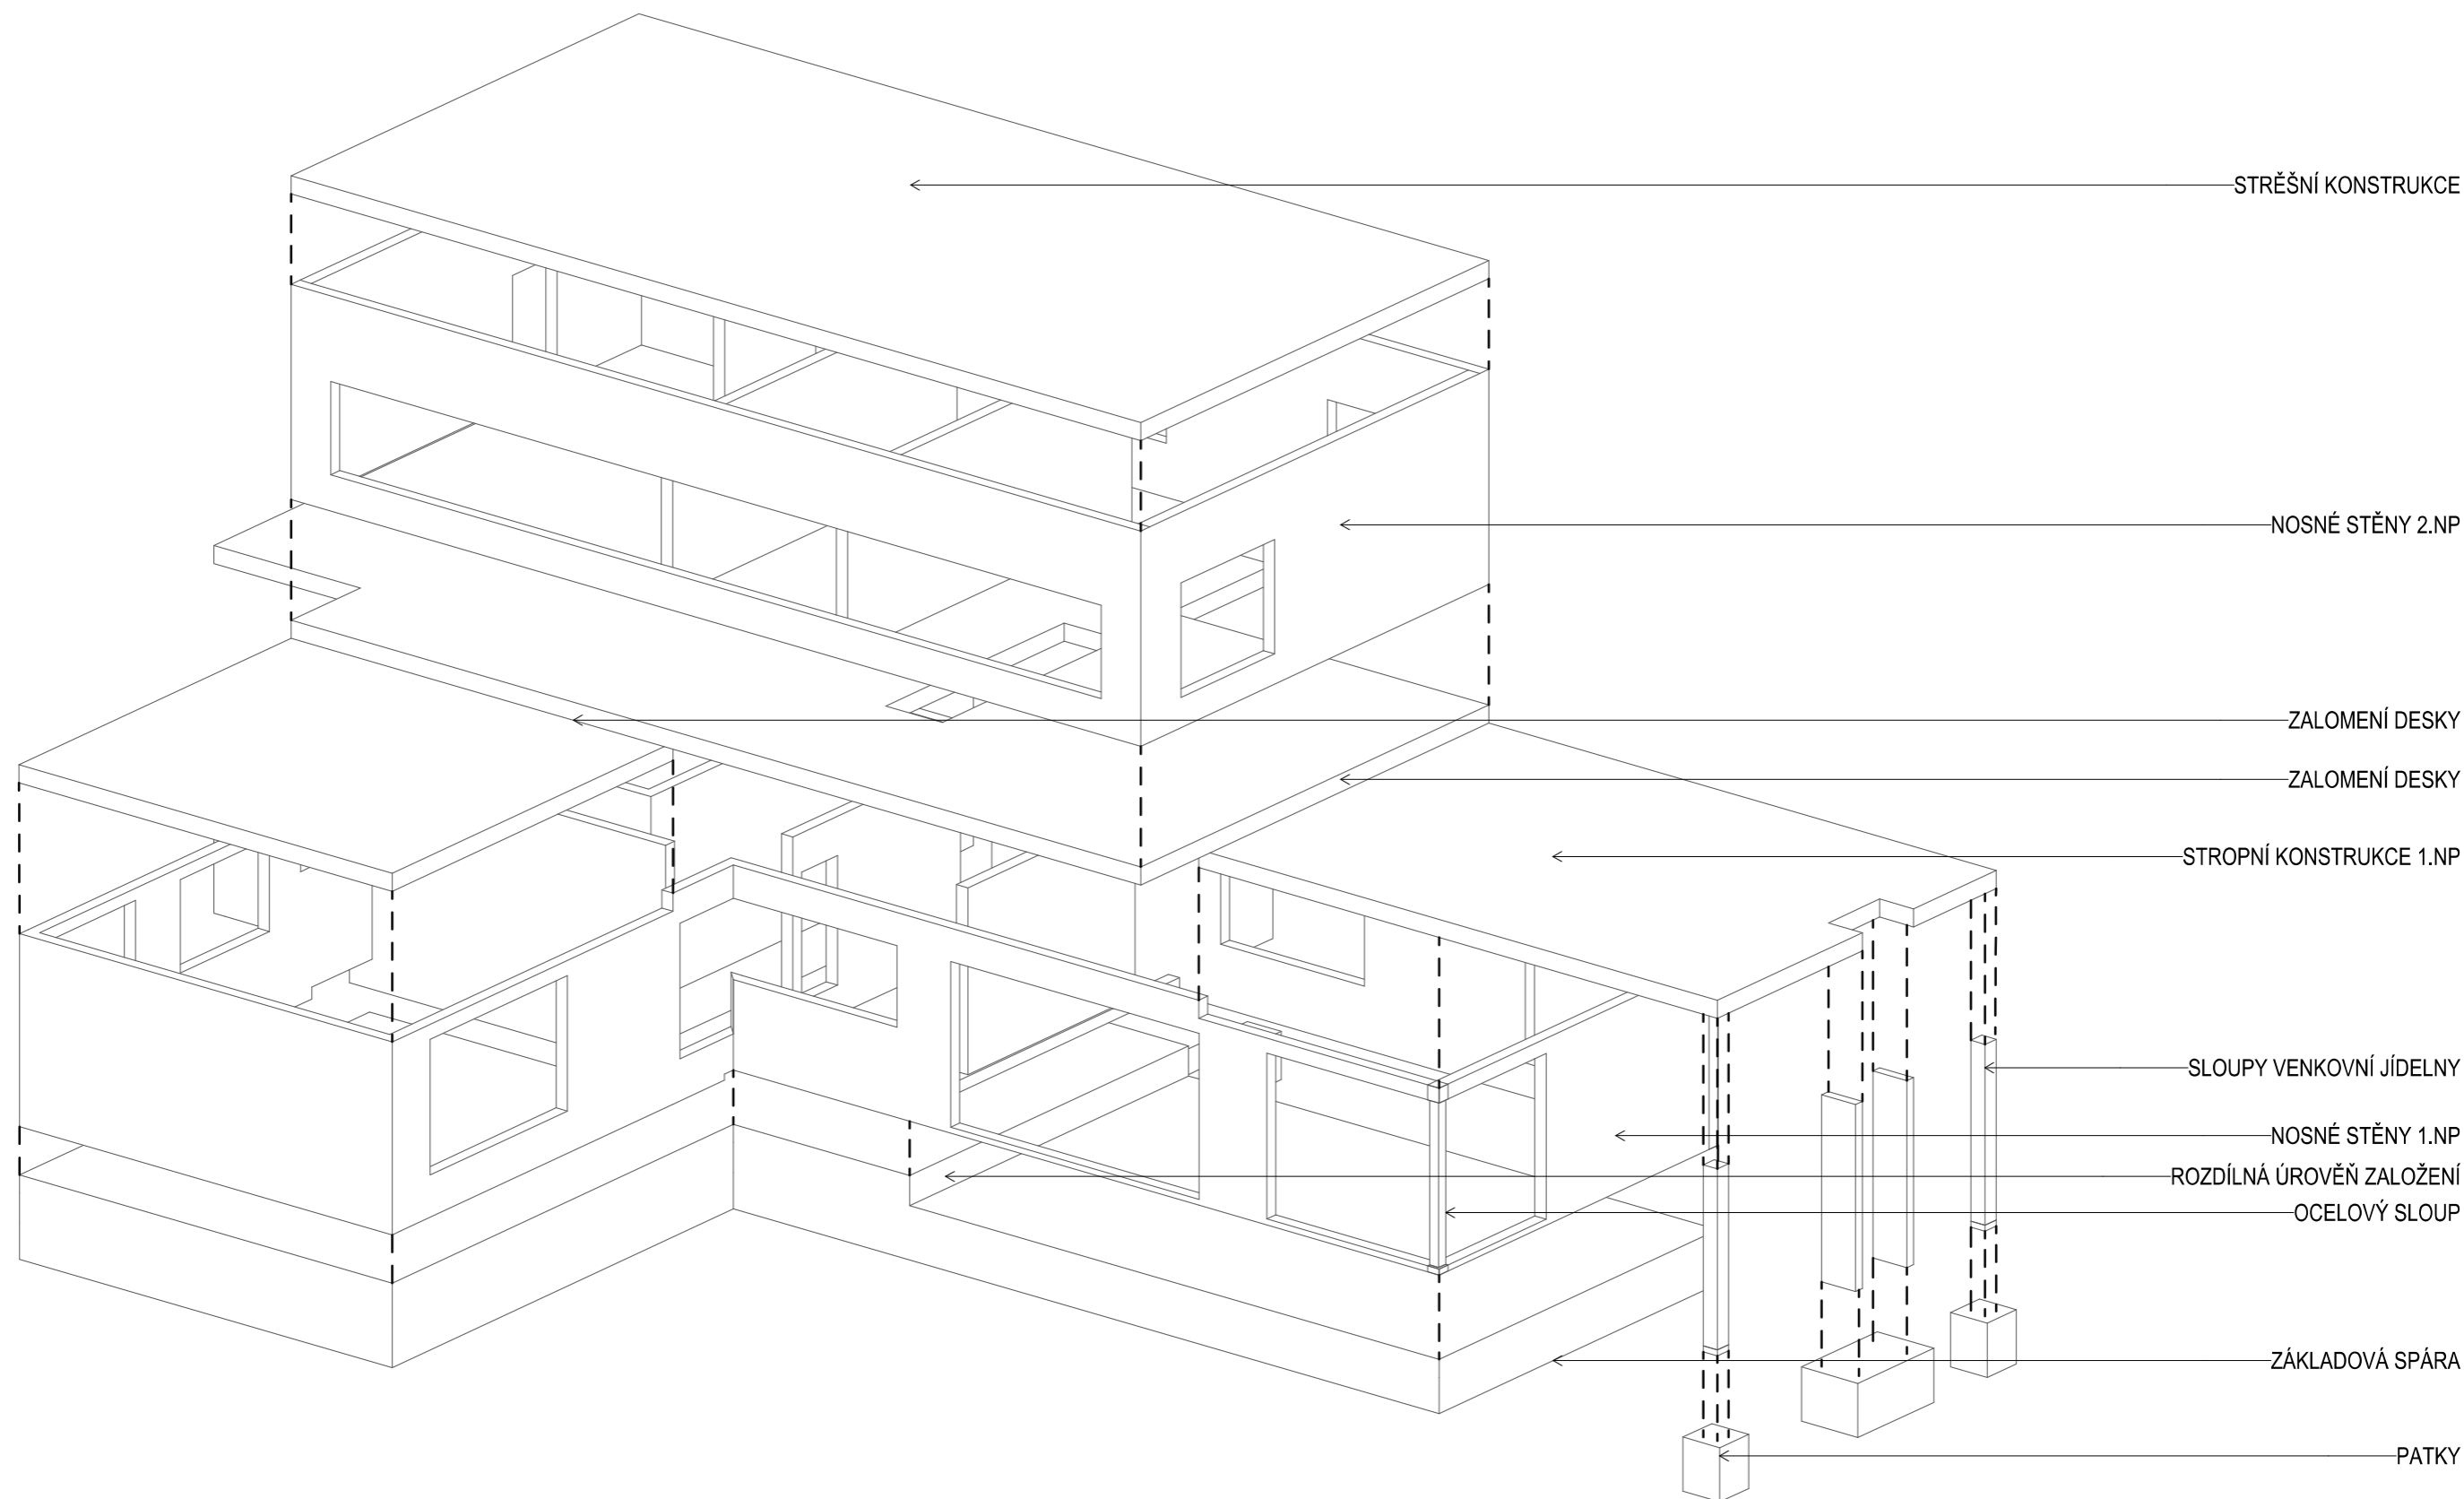 STRĚŠNÍ KONSTRUKCE
NOSNÉ STĚNY 2.NP
ZALOMENÍ DESKY
ZALOMENÍ DESKY
STROPNÍ KONSTRUKCE 1.NP
SLOUPY VENKOVNÍ JÍDELNY
NOSNÉ STĚNY 1.NP
ROZDÍLNÁ ÚROVĚŇ ZALOŽENÍ
OCELOVÝ SLOUP
ZÁKLADOVÁ SPÁRA
PATKY